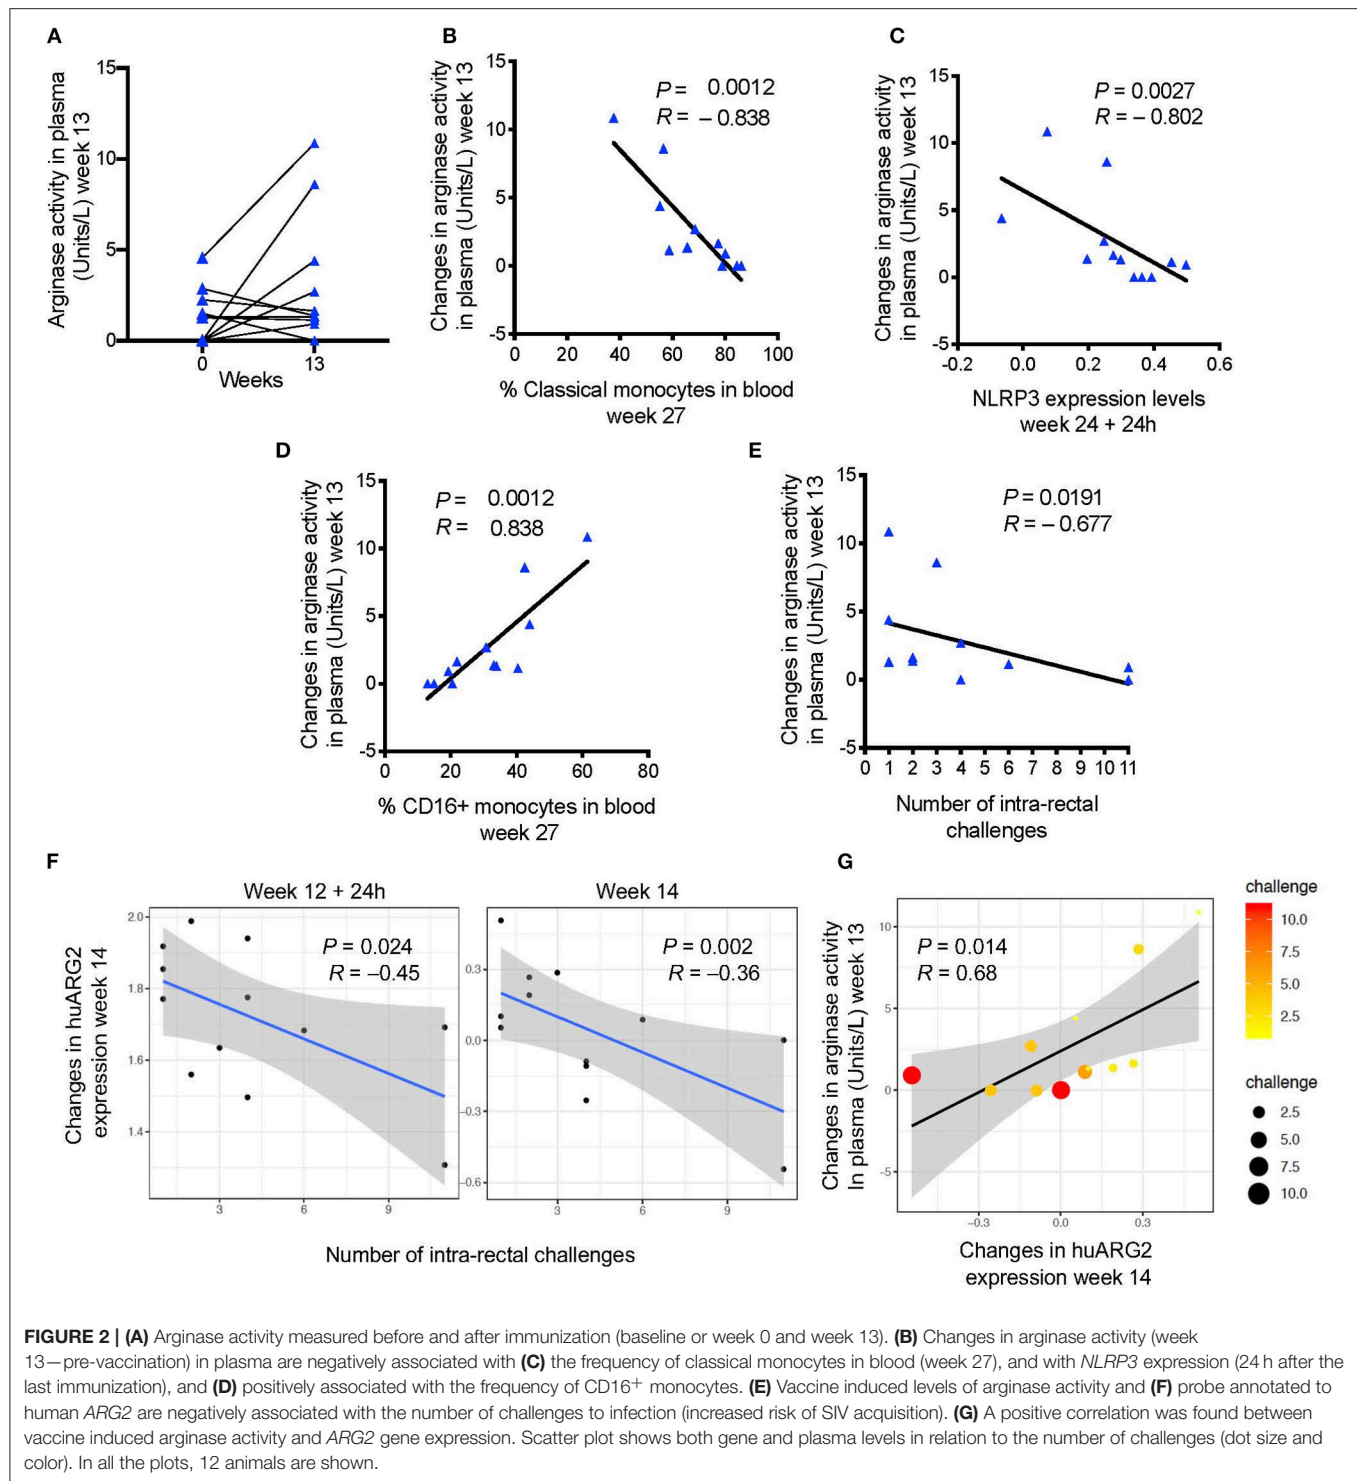 A
Arginase activity in plasma
(Units/L) week 13
15
10
5
0
0
13
Weeks
B
Changes in arginase activity
in plasma (Units/L) week 13
15
10
5
0
-5
P = 0.0012
R = − 0.838
0 20 40 60 80 100
% Classical monocytes in blood
week 27
C
Changes in arginase activity
in plasma (Units/L) week 13
15
10
5
0
-5
P = 0.0027
R = − 0.802
-0.2 0.0 0.2 0.4 0.6
NLRP3 expression levels
week 24 + 24h
D
Changes in arginase activity
in plasma (Units/L) week 13
15
10
5
0
-5
P = 0.0012
R = 0.838
0 20 40 60 80
% CD16+ monocytes in blood
week 27
E
Changes in arginase activity
in plasma (Units/L) week 13
15
10
5
0
-5
P = 0.0191
R = − 0.677
0 1 2 3 4 5 6 7 8 9 10 11
Number of intra-rectal
challenges
F
Changes in huARG2
expression week 14
Week 12 + 24h
2.0
1.8
1.6
1.4
P = 0.024
R = −0.45
3 6 9
Week 14
0.3
0.0
−0.3
−0.6
P = 0.002
R = −0.36
3 6 9
Number of intra-rectal challenges
G
Changes in arginase activity
In plasma (Units/L) week 13
10
5
0
−5
P = 0.014
R = 0.68
−0.3 0.0 0.3
Changes in huARG2
expression week 14
challenge
10.0
7.5
5.0
2.5
challenge
2.5
5.0
7.5
10.0
FIGURE 2 | (A) Arginase activity measured before and after immunization (baseline or week 0 and week 13). (B) Changes in arginase activity (week
13—pre-vaccination) in plasma are negatively associated with (C) the frequency of classical monocytes in blood (week 27), and with NLRP3 expression (24 h after the
last immunization), and (D) positively associated with the frequency of CD16+ monocytes. (E) Vaccine induced levels of arginase activity and (F) probe annotated to
human ARG2 are negatively associated with the number of challenges to infection (increased risk of SIV acquisition). (G) A positive correlation was found between
vaccine induced arginase activity and ARG2 gene expression. Scatter plot shows both gene and plasma levels in relation to the number of challenges (dot size and
color). In all the plots, 12 animals are shown.